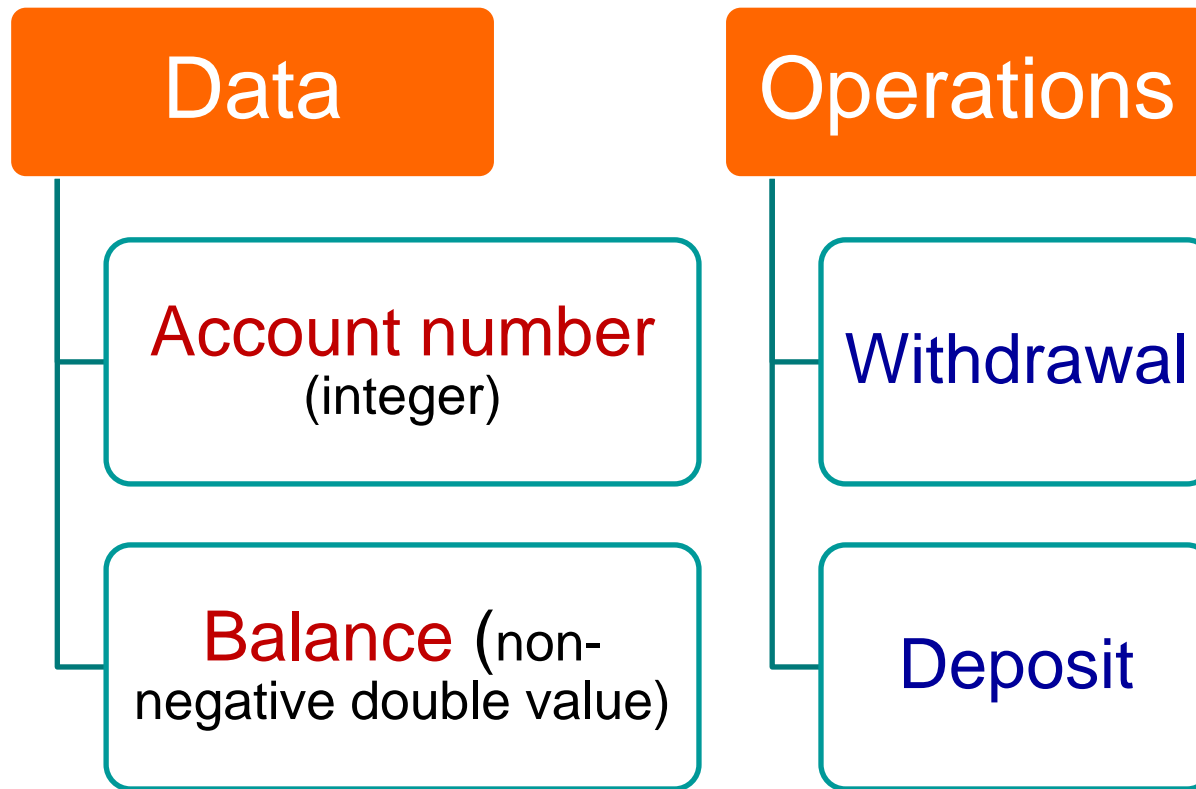 Data
Account number
(integer)
Balance (non-
negative double value)
Operations
Withdrawal
Deposit